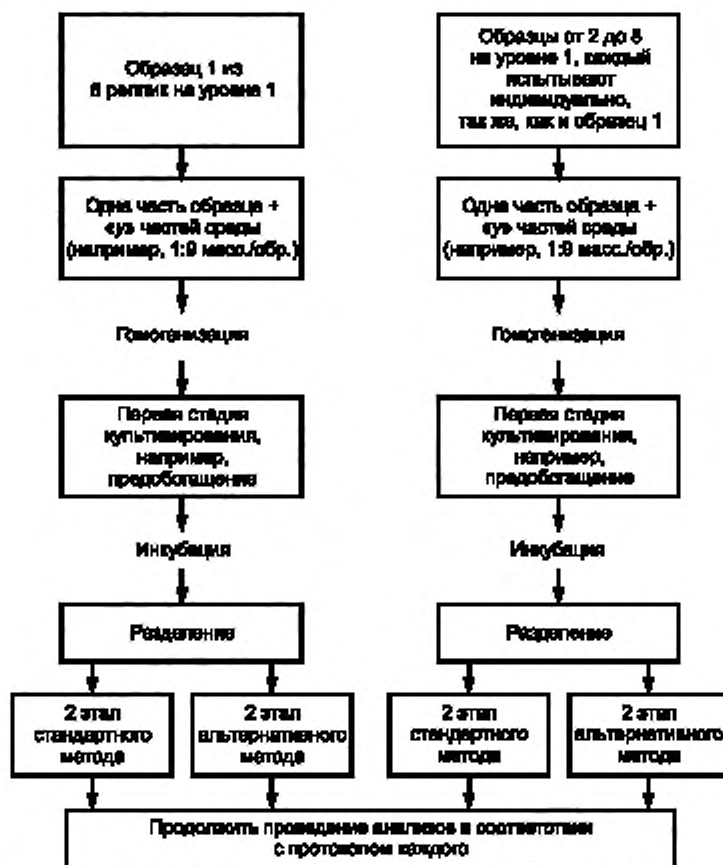 Образец 1 из
8 реплик на уровне 1
Образцы от 2 до 8
на уровне 1, каждый
испытывают
индивидуально,
так же, как и образец 1
Одна часть образца +
«y» частей среды
(например, 1:9 масс./обр.)
Одна часть образца +
«y» частей среды
(например, 1:9 масс./обр.)
Гомогенизация
Гомогенизация
Первая стадия
культивирования,
например,
предобогащение
Первая стадия
культивирования,
например,
предобогащение
Инкубация
Инкубация
Разделение
Разделение
2 этап
стандартного
метода
2 этап
альтернативного
метода
2 этап
стандартного
метода
2 этап
альтернативного
метода
Продолжить проведение анализов в соответствии
с протоколом каждого